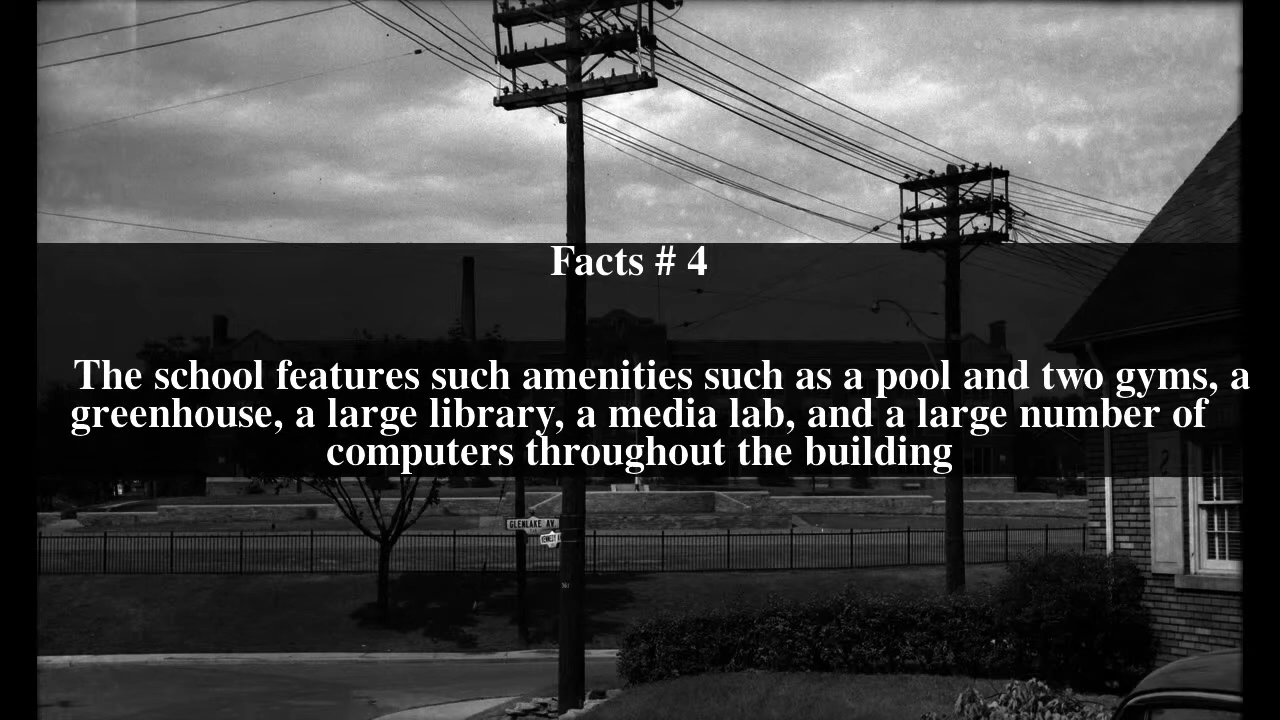 Facts # 4
The school features such amenities such as a pool and two gyms, a
greenhouse, a large library, a media lab, and a large number of
computers throughout the building
GLENLAKE AV.
KENNEDY